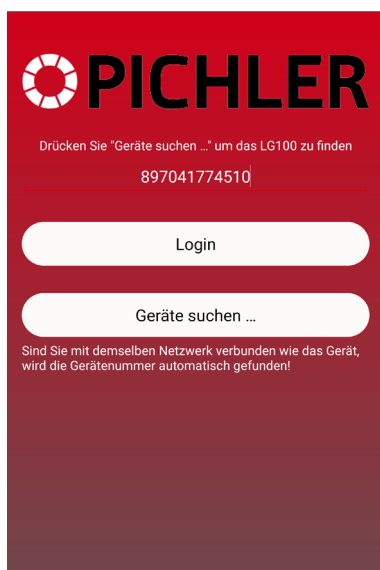 PICHLER
Drücken Sie "Geräte suchen ..." um das LG100 zu finden
897041774510
Login
Geräte suchen ...
Sind Sie mit demselben Netzwerk verbunden wie das Gerät,
wird die Gerätenummer automatisch gefunden!